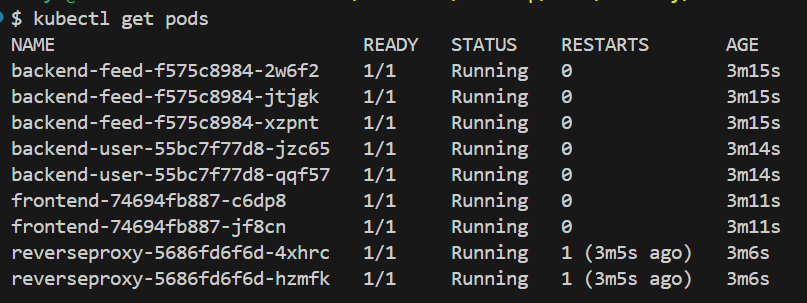 $ kubectl get pods
NAME READY STATUS RESTARTS AGE
backend-feed-f575c8984-2w6f2 1/1 Running 0 3m15s
backend-feed-f575c8984-jtjgk 1/1 Running 0 3m15s
backend-feed-f575c8984-xzpnt 1/1 Running 0 3m15s
backend-user-55bc7f77d8-jzc65 1/1 Running 0 3m14s
backend-user-55bc7f77d8-qqf57 1/1 Running 0 3m14s
frontend-74694fb887-c6dp8 1/1 Running 0 3m11s
frontend-74694fb887-jf8cn 1/1 Running 0 3m11s
reverseproxy-5686fd6f6d-4xhrc 1/1 Running 1 (3m5s ago) 3m6s
reverseproxy-5686fd6f6d-hzmfk 1/1 Running 1 (3m5s ago) 3m6s